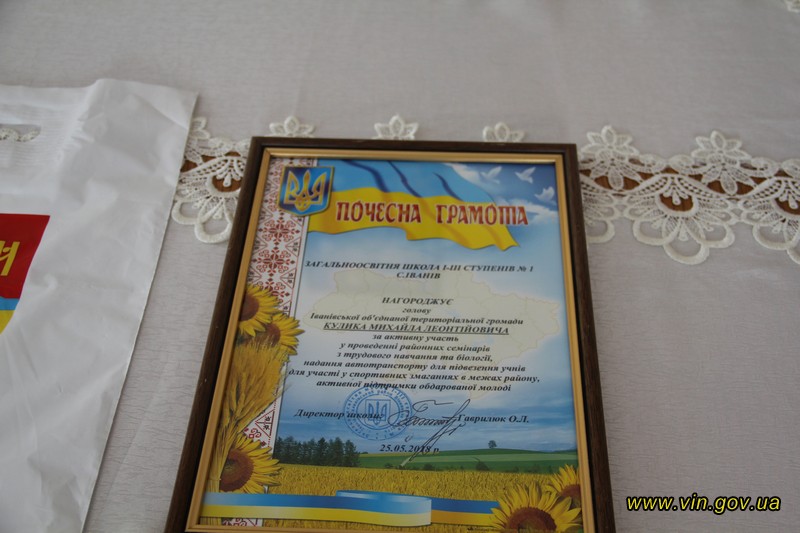 ПОЧЕСНА ГРАМОТА
ЗАГАЛЬНООСВІТНЯ ШКОЛА І-ІІІ СТУПЕНІВ № 1
С.ІВАНІВ
НАГОРОДЖУЄ
голову
Іванівської об'єднаної територіальної громади
КУЛИКА МИХАЙЛА ЛЕОНТІЙОВИЧА
за активну участь
у проведенні районних семінарів
з трудового навчання та біології,
надання автотранспорту для підвезення учнів
для участі у спортивних змаганнях в межах району,
активної підтримки обдарованої молоді
Директор школи: Гаврилюк О.Л.
25.05.2018 р
www.vin.gov.ua